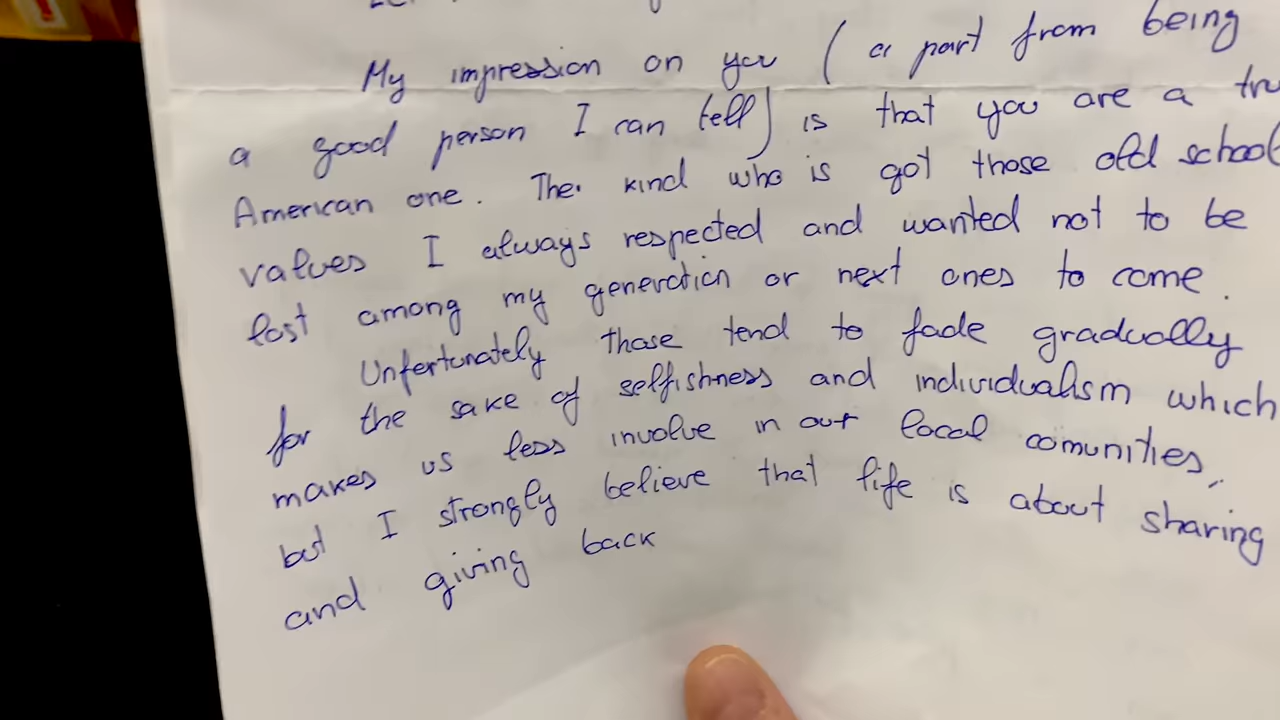 My impression on you ( a part from being
a good person I can tell) is that you are a
American one. The kind who is got those old school
values I always respected and wanted not to be
lost among my generation or next ones to come.
Unfortunately those tend to fade gradually
for the sake of selfishness and individualism which
makes us less involve in our local comunities,
but I strongly believe that life is about sharing
and giving back